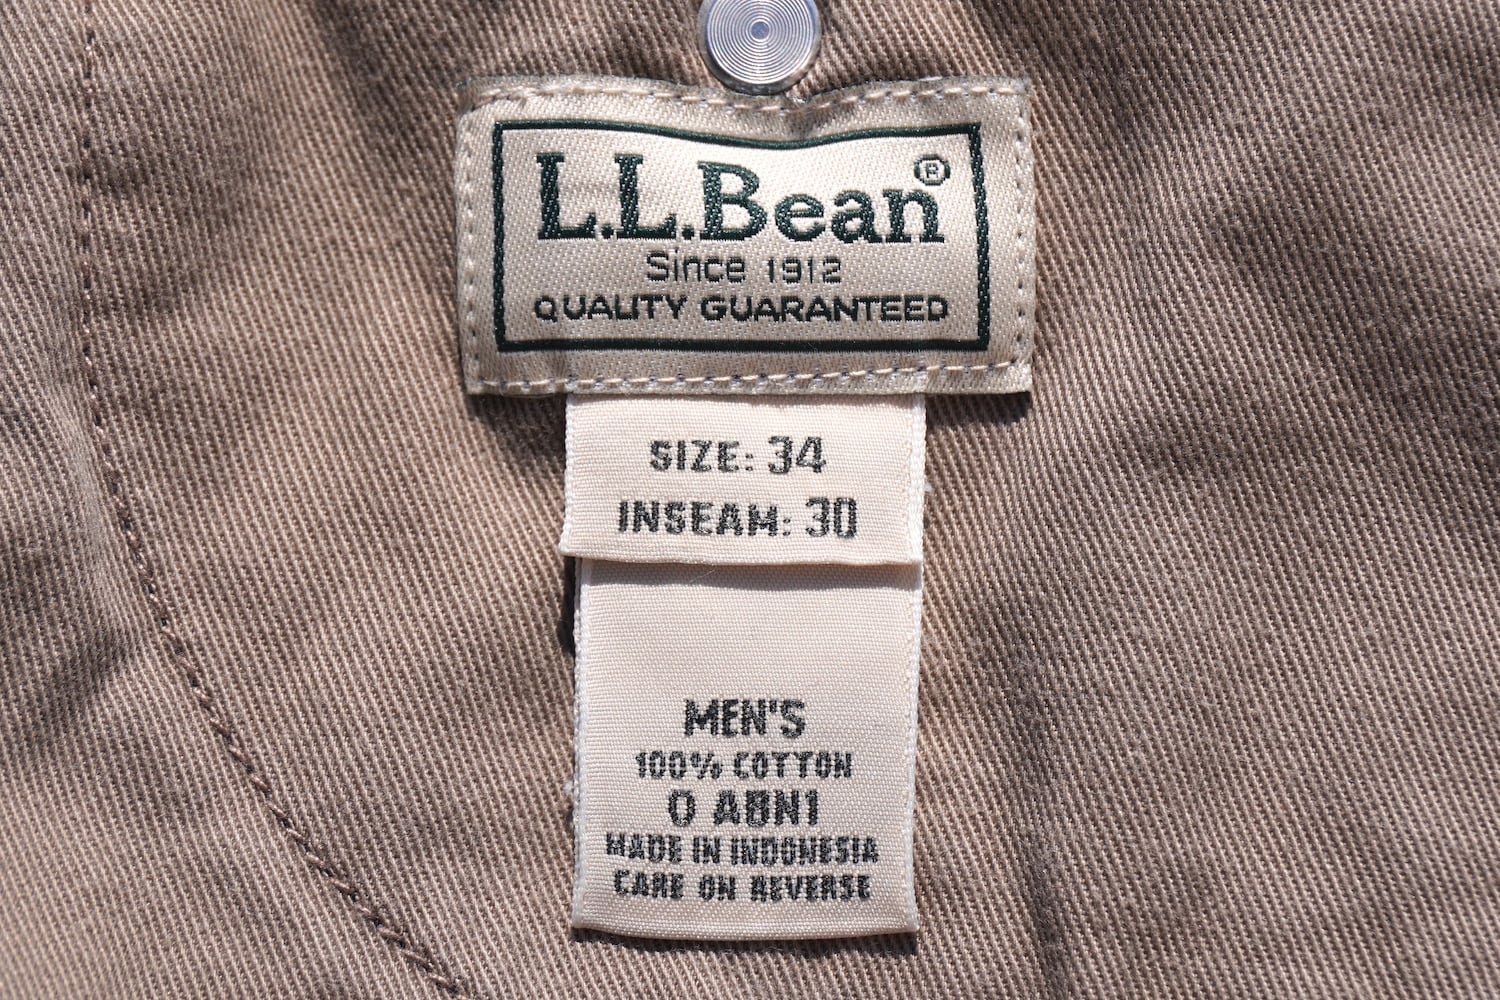 L.L.Bean®
Since 1912
QUALITY GUARANTEED
SIZE: 34
INSEAM: 30
MEN'S
100% COTTON
0 ABN1
MADE IN INDONESIA
CARE ON REVERSE